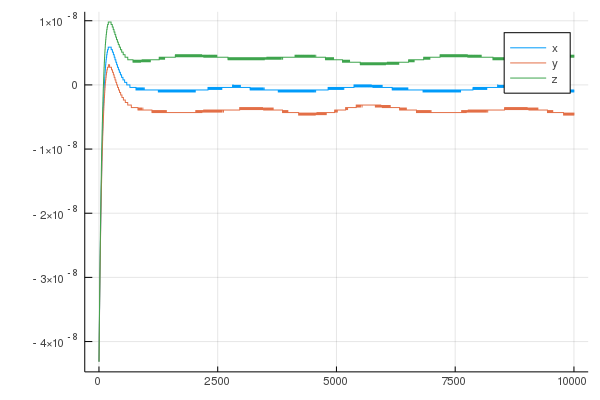 1×10⁻⁸
0
- 1×10⁻⁸
- 2×10⁻⁸
- 3×10⁻⁸
- 4×10⁻⁸
x
y
z
0 2500 5000 7500 10000